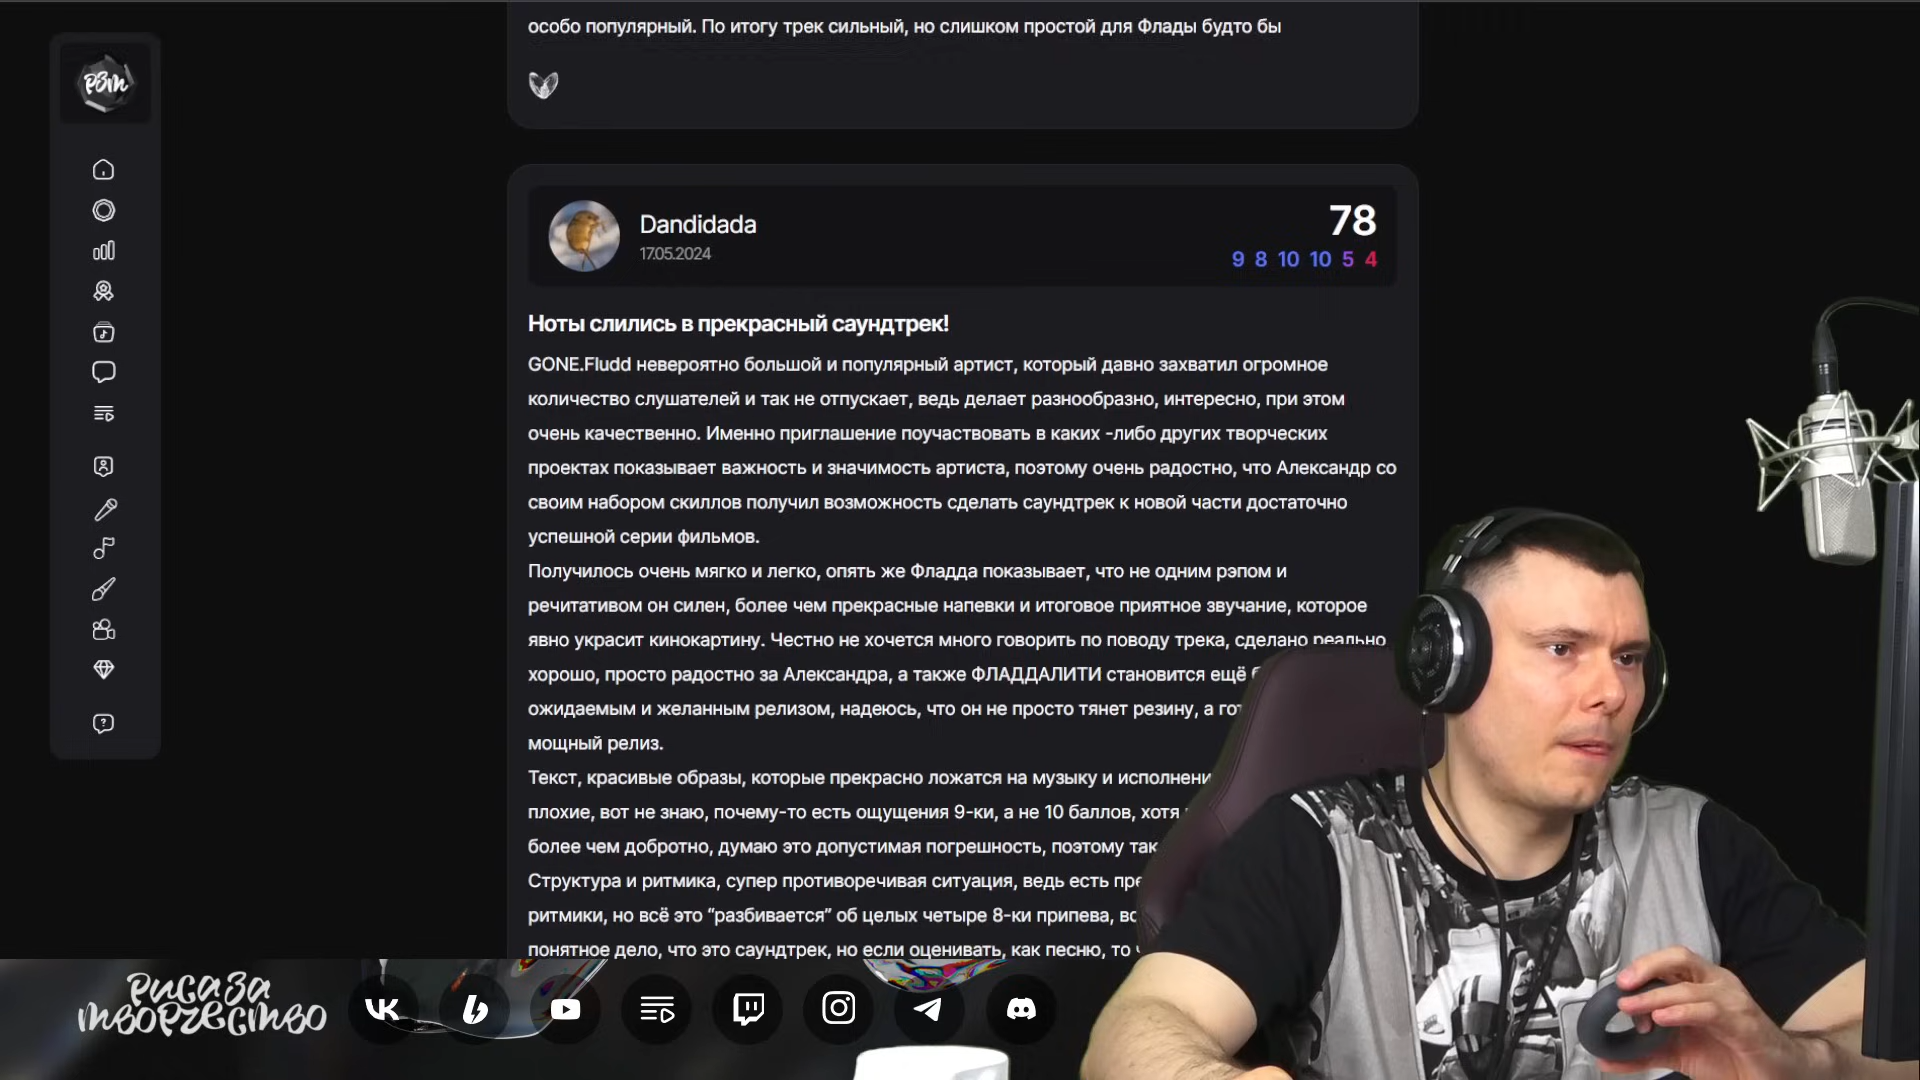 особо популярный. По итогу трек сильный, но слишком простой для Флады будто бы
РЗТ
Dandidada
17.05.2024
78
9 8 10 10 5 4
Ноты слились в прекрасный саундтрек!
GONE.Fludd невероятно большой и популярный артист, который давно захватил огромное
количество слушателей и так не отпускает, ведь делает разнообразно, интересно, при этом
очень качественно. Именно приглашение поучаствовать в каких -либо других творческих
проектах показывает важность и значимость артиста, поэтому очень радостно, что Александр со
своим набором скиллов получил возможность сделать саундтрек к новой части достаточно
успешной серии фильмов.
Получилось очень мягко и легко, опять же Фладда показывает, что не одним рэпом и
речитативом он силен, более чем прекрасные напевки и итоговое приятное звучание, которое
явно украсит кинокартину. Честно не хочется много говорить по поводу трека, сделано реально
хорошо, просто радостно за Александра, а также ФЛАДДАЛИТИ становится ещё
ожидаемым и желанным релизом, надеюсь, что он не просто тянет резину, а
мощный релиз.
Текст, красивые образы, которые прекрасно ложатся на музыку и
плохие, вот не знаю, почему-то есть ощущения 9-ки, а не 10 баллов, хотя
более чем добротно, думаю это допустимая погрешность, поэтому так
Структура и ритмика, супер противоречивая ситуация, ведь есть
ритмики, но всё это “разбивается” об целых четыре 8-ки припева,
понятное дело, что это саундтрек, но если оценивать, как песню, то
риса за
творчество